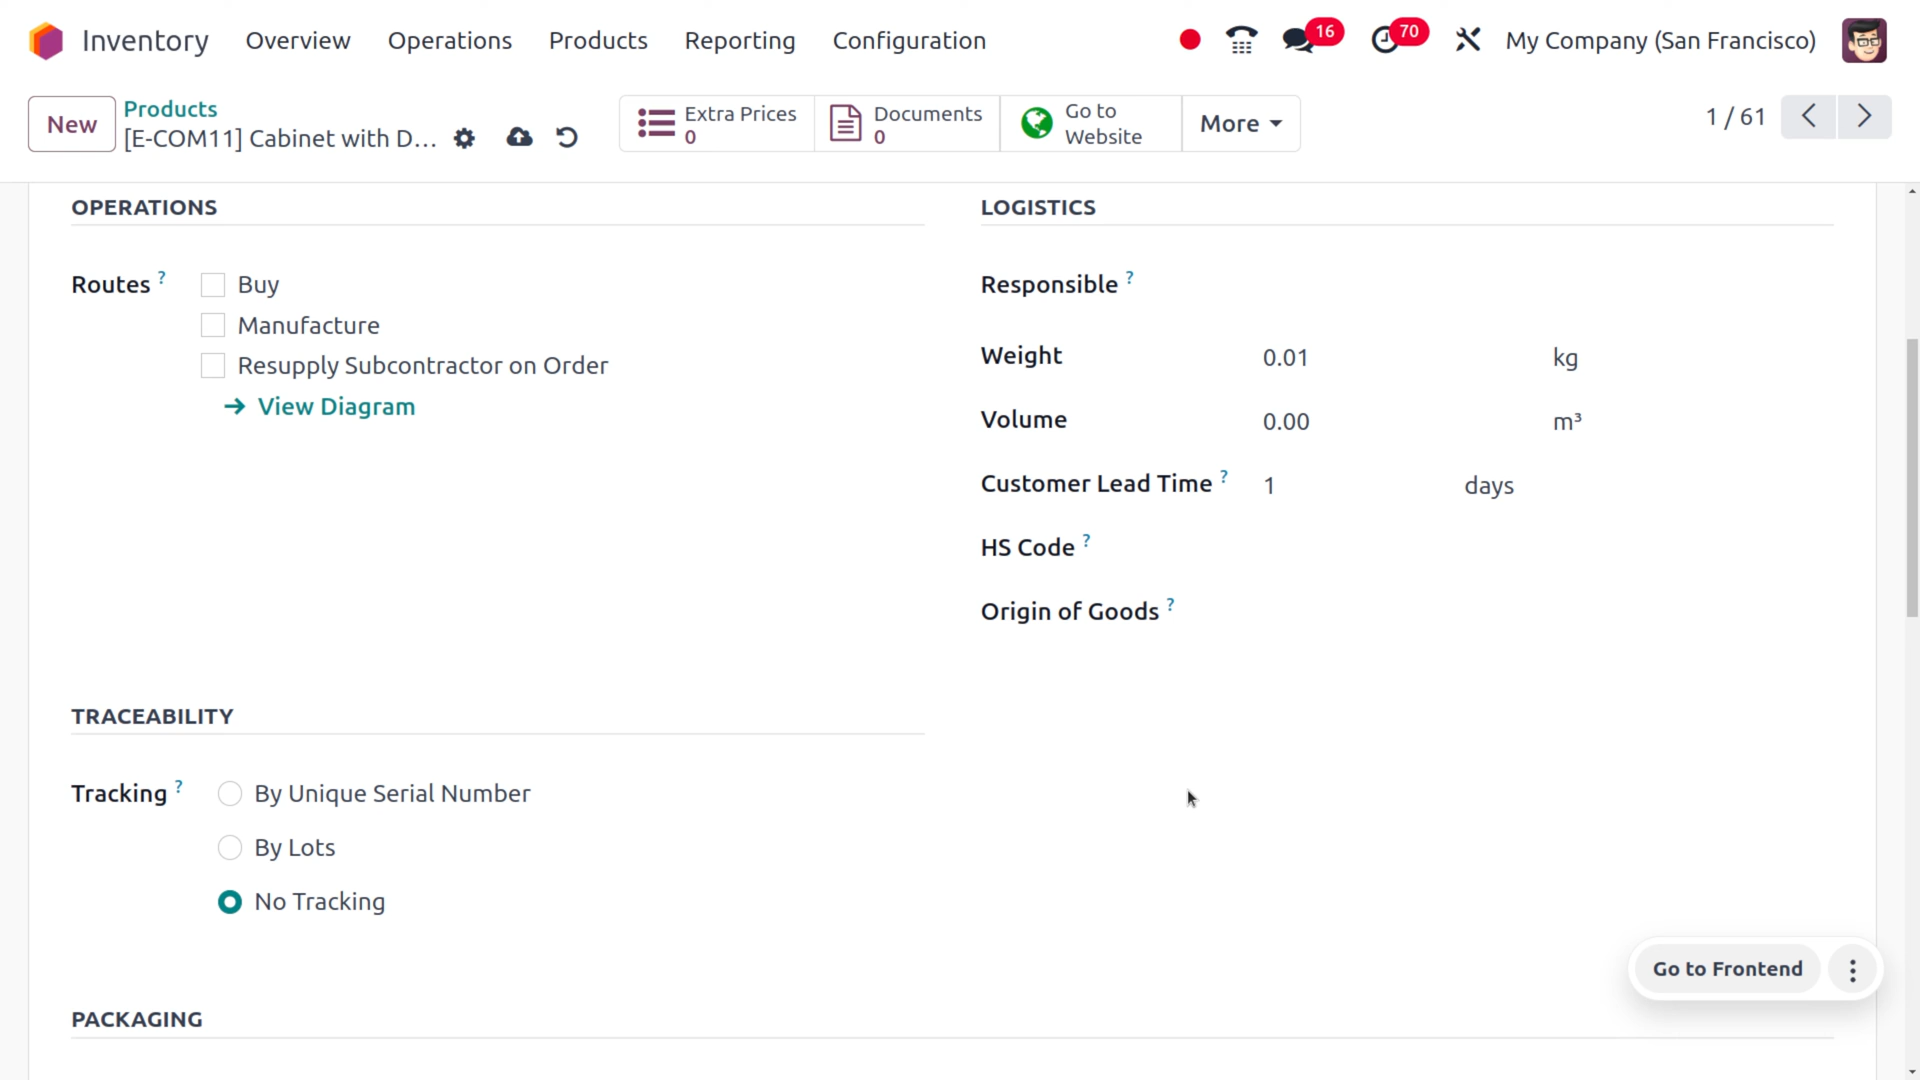 Inventory Overview Operations Products Reporting Configuration 16 70 My Company (San Francisco)
New Products
[E-COM11] Cabinet with D...
Extra Prices
0
Documents
0
Go to
Website
More
1 / 61
OPERATIONS
Routes ?
Buy
Manufacture
Resupply Subcontractor on Order
→ View Diagram
LOGISTICS
Responsible ?
Weight 0.01 kg
Volume 0.00 m³
Customer Lead Time ? 1 days
HS Code ?
Origin of Goods ?
TRACEABILITY
Tracking ?
By Unique Serial Number
By Lots
No Tracking
Go to Frontend
PACKAGING